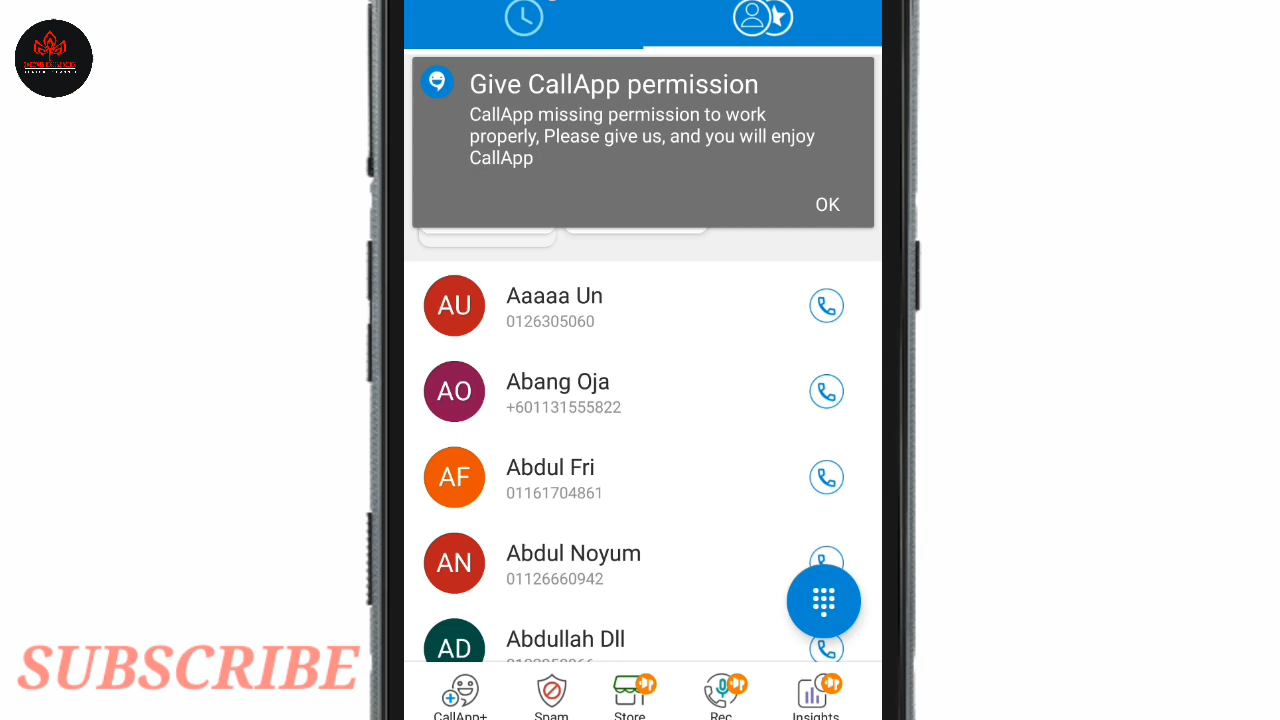 Give CallApp permission
CallApp missing permission to work
properly, Please give us, and you will enjoy
CallApp
OK
AU
Aaaaa Un
0126305060
AO
Abang Oja
+601131555822
AF
Abdul Fri
01161704861
AN
Abdul Noyum
01126660942
AD
Abdullah Dll
SUBSCRIBE
CallApp+
Spam
Store
Rec
Insights